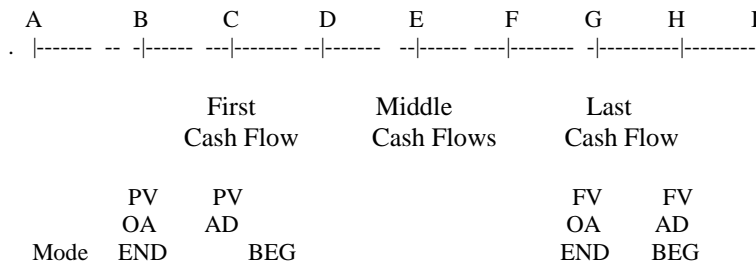 A B C D E F G H I
. |------- -- -|------ ---|-------- --|------- --|------ ----|-------- -|----------|----------
First Middle Last
Cash Flow Cash Flows Cash Flow
PV PV FV FV
OA AD OA AD
Mode END BEG END BEG